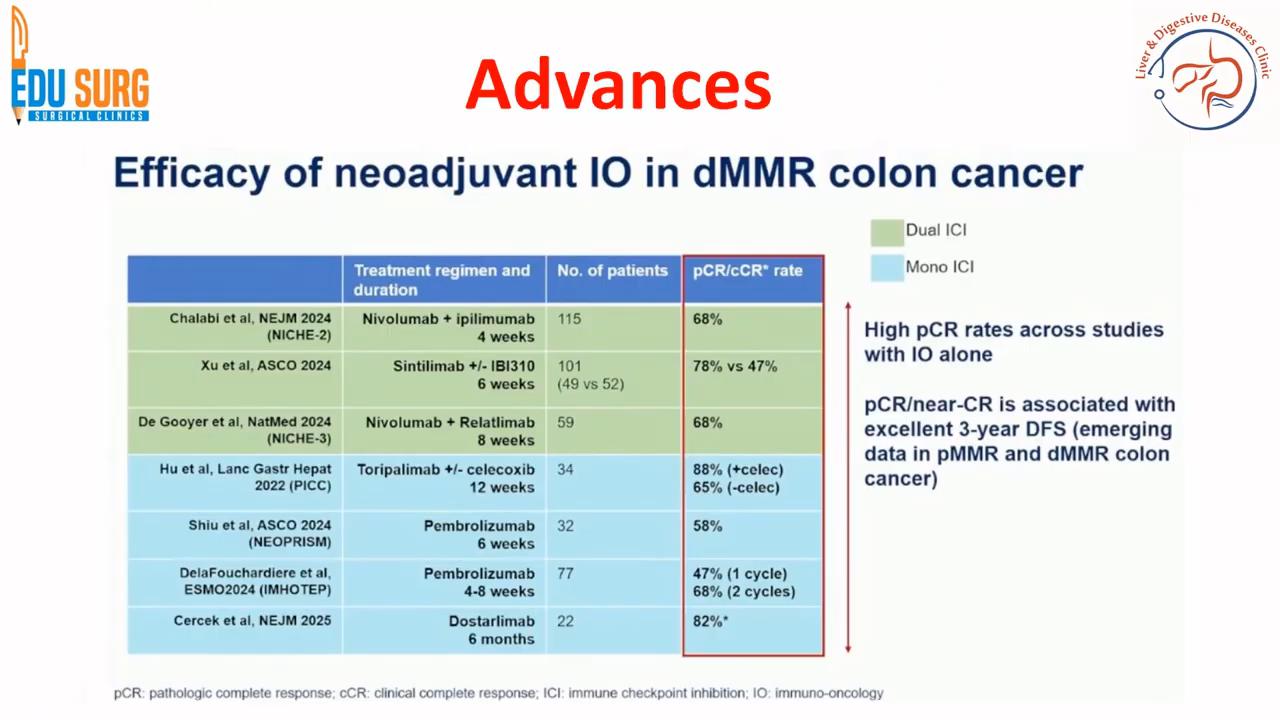 EDU SURG
SURGICAL CLINICS
Advances
Liver & Digestive Diseases Clinic
Efficacy of neoadjuvant IO in dMMR colon cancer
Dual ICI
Mono ICI
Treatment regimen and
duration
No. of patients
pCR/cCR* rate
Chalabi et al, NEJM 2024
(NICHE-2)
Nivolumab + ipilimumab
4 weeks
115
68%
Xu et al, ASCO 2024
Sintilimab +/- IBI310
6 weeks
101
(49 vs 52)
78% vs 47%
De Gooyer et al, NatMed 2024
(NICHE-3)
Nivolumab + Relatlimab
8 weeks
59
68%
Hu et al, Lanc Gastr Hepat
2022 (PICC)
Toripalimab +/- celecoxib
12 weeks
34
88% (+celec)
65% (-celec)
Shiu et al, ASCO 2024
(NEOPRISM)
Pembrolizumab
6 weeks
32
58%
DelaFouchardiere et al,
ESMO2024 (IMHOTEP)
Pembrolizumab
4-8 weeks
77
47% (1 cycle)
68% (2 cycles)
Cercek et al, NEJM 2025
Dostarlimab
6 months
22
82%*
High pCR rates across studies
with IO alone
pCR/near-CR is associated with
excellent 3-year DFS (emerging
data in pMMR and dMMR colon
cancer)
pCR: pathologic complete response; cCR: clinical complete response; ICI: immune checkpoint inhibition; IO: immuno-oncology